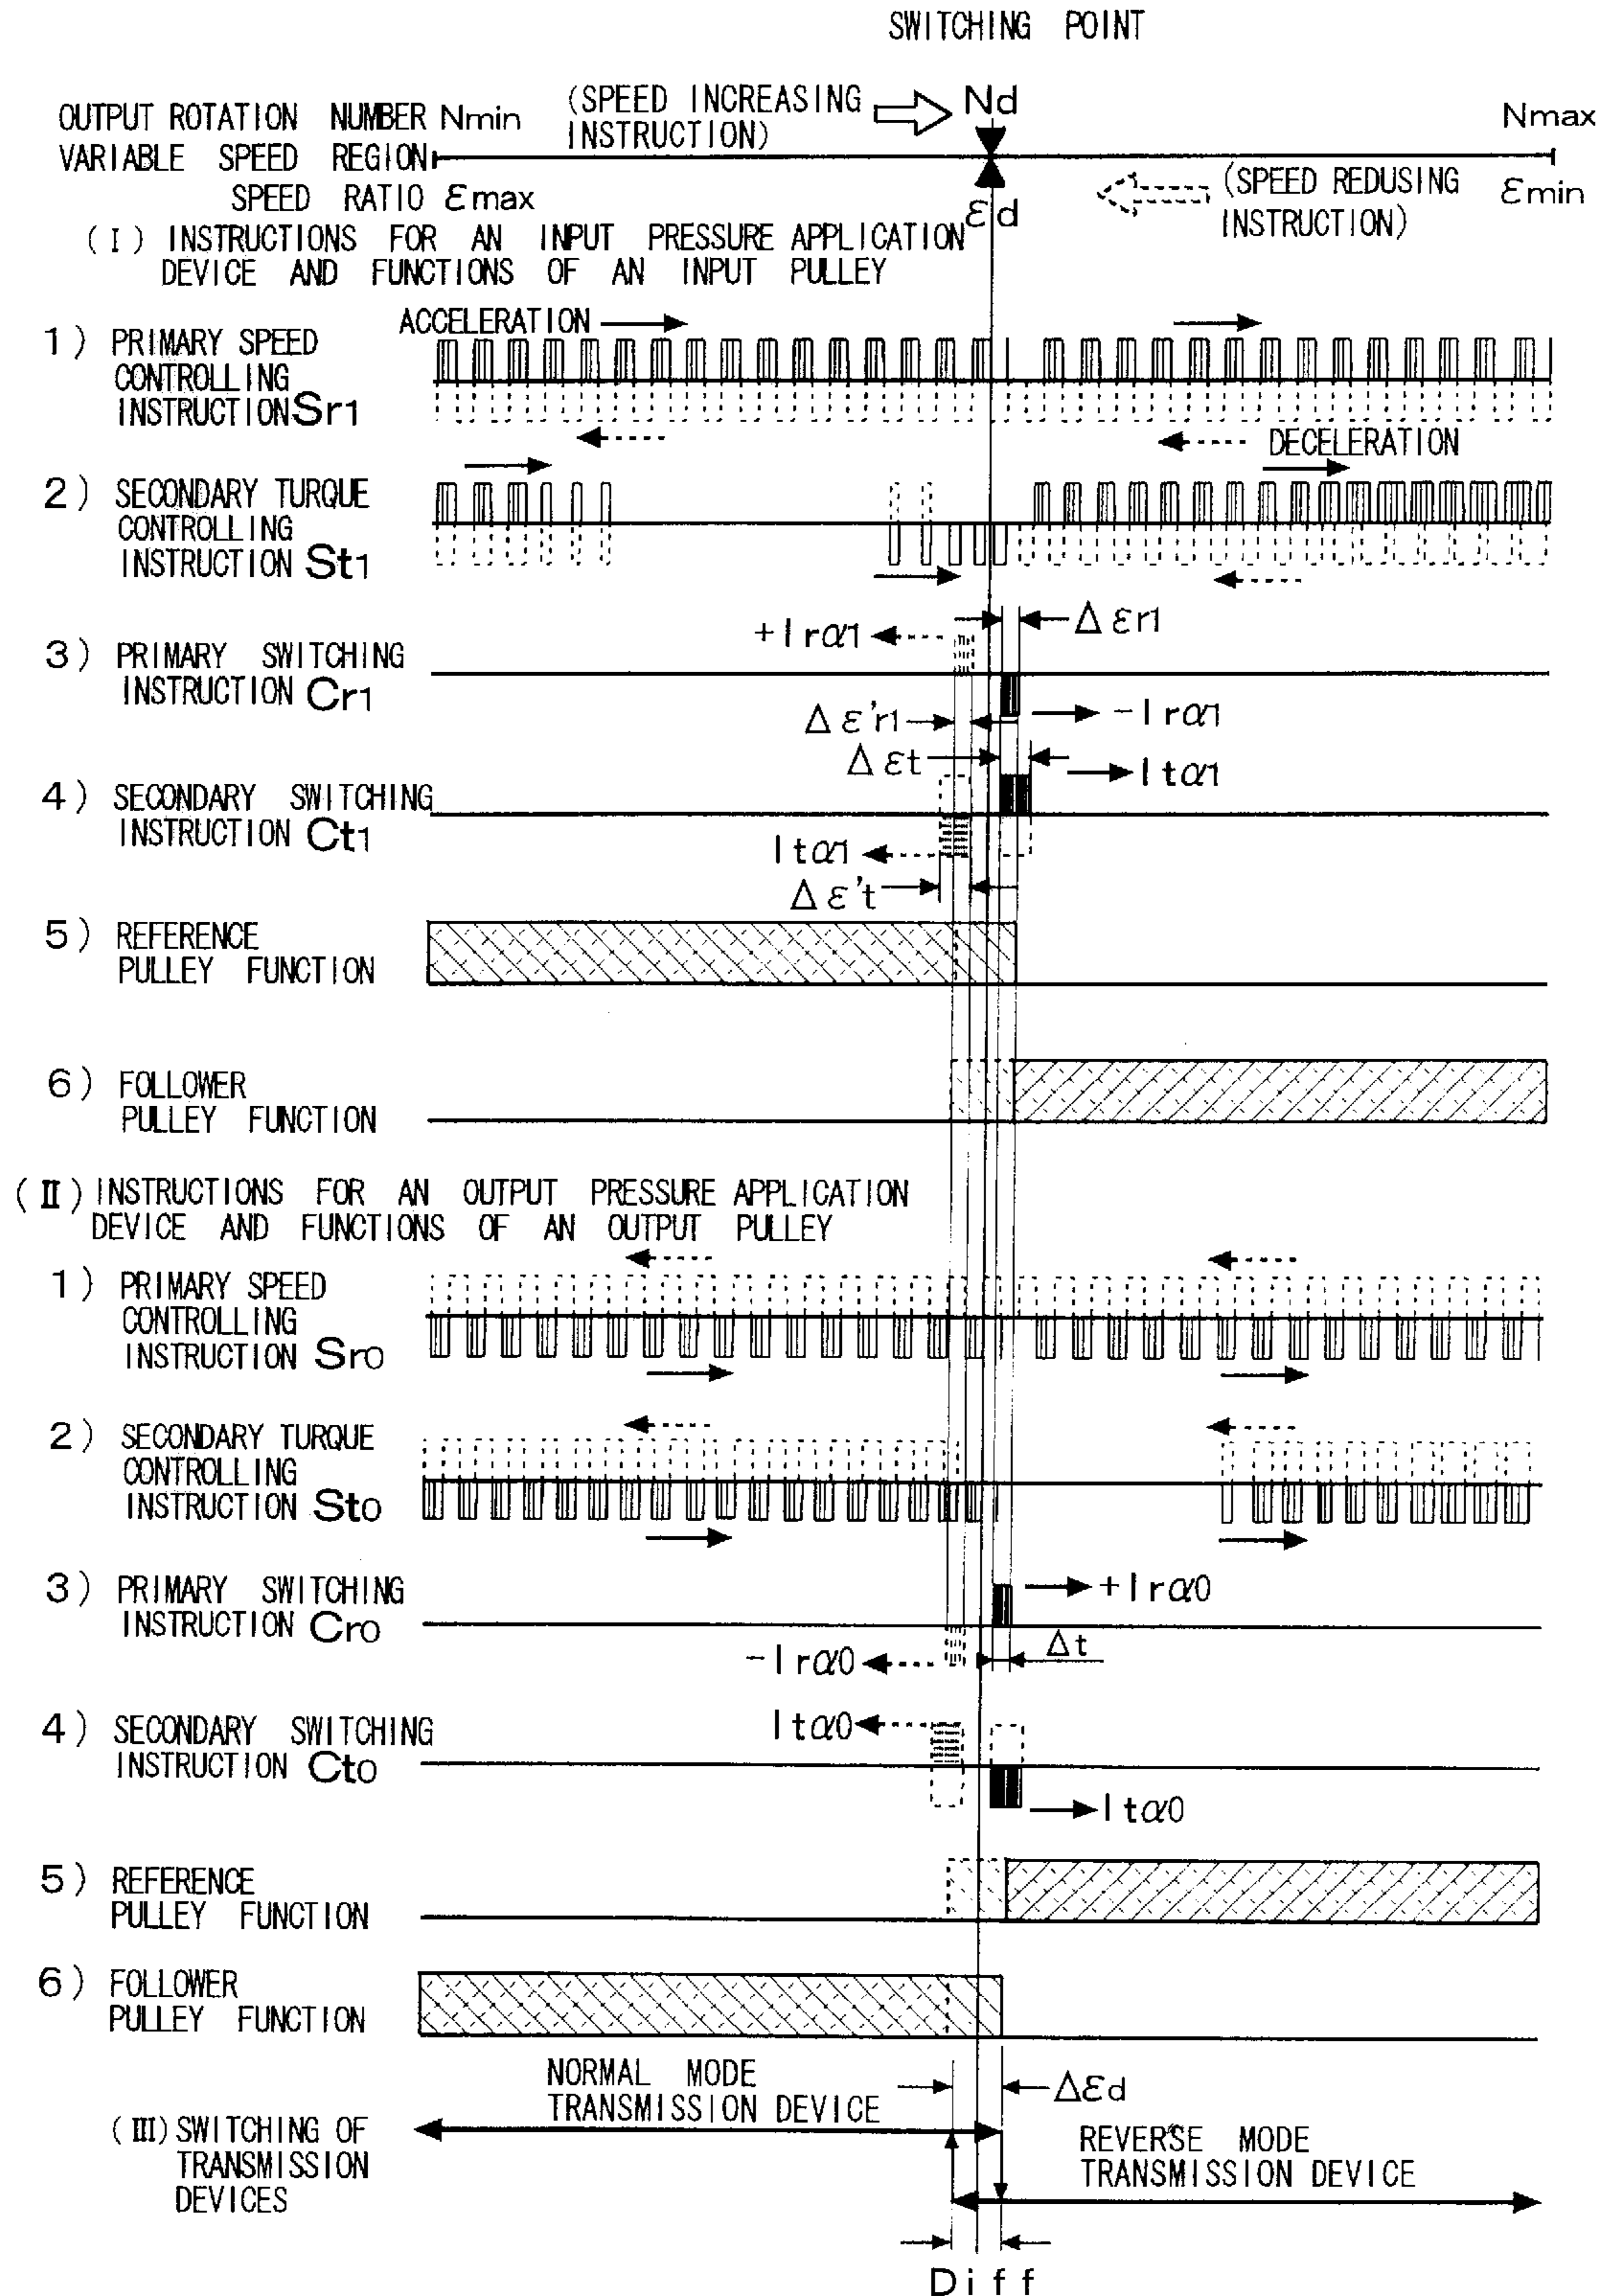 SWITCHING POINT
OUTPUT ROTATION NUMBER Nmin (SPEED INCREASING INSTRUCTION) Nd Nmax
VARIABLE SPEED REGION
SPEED RATIO εmax εd (SPEED REDUSING INSTRUCTION) εmin
(I) INSTRUCTIONS FOR AN INPUT PRESSURE APPLICATION
DEVICE AND FUNCTIONS OF AN INPUT PULLEY
ACCELERATION
1) PRIMARY SPEED
CONTROLLING
INSTRUCTION Sr1
DECELERATION
2) SECONDARY TURQUE
CONTROLLING
INSTRUCTION St1
+Irα1 Δεr1
3) PRIMARY SWITCHING
INSTRUCTION Cr1
Δε'r1 -Irα1
Δεt Itα1
4) SECONDARY SWITCHING
INSTRUCTION Ct1
Itα1
Δε't
5) REFERENCE
PULLEY FUNCTION
6) FOLLOWER
PULLEY FUNCTION
(II) INSTRUCTIONS FOR AN OUTPUT PRESSURE APPLICATION
DEVICE AND FUNCTIONS OF AN OUTPUT PULLEY
1) PRIMARY SPEED
CONTROLLING
INSTRUCTION Sr0
2) SECONDARY TURQUE
CONTROLLING
INSTRUCTION St0
3) PRIMARY SWITCHING
INSTRUCTION Cr0
+Irα0
-Irα0 Δt
4) SECONDARY SWITCHING
INSTRUCTION Ct0
Itα0
Itα0
5) REFERENCE
PULLEY FUNCTION
6) FOLLOWER
PULLEY FUNCTION
NORMAL MODE
TRANSMISSION DEVICE
Δεd
(III) SWITCHING OF
TRANSMISSION
DEVICES
REVERSE MODE
TRANSMISSION DEVICE
Diff